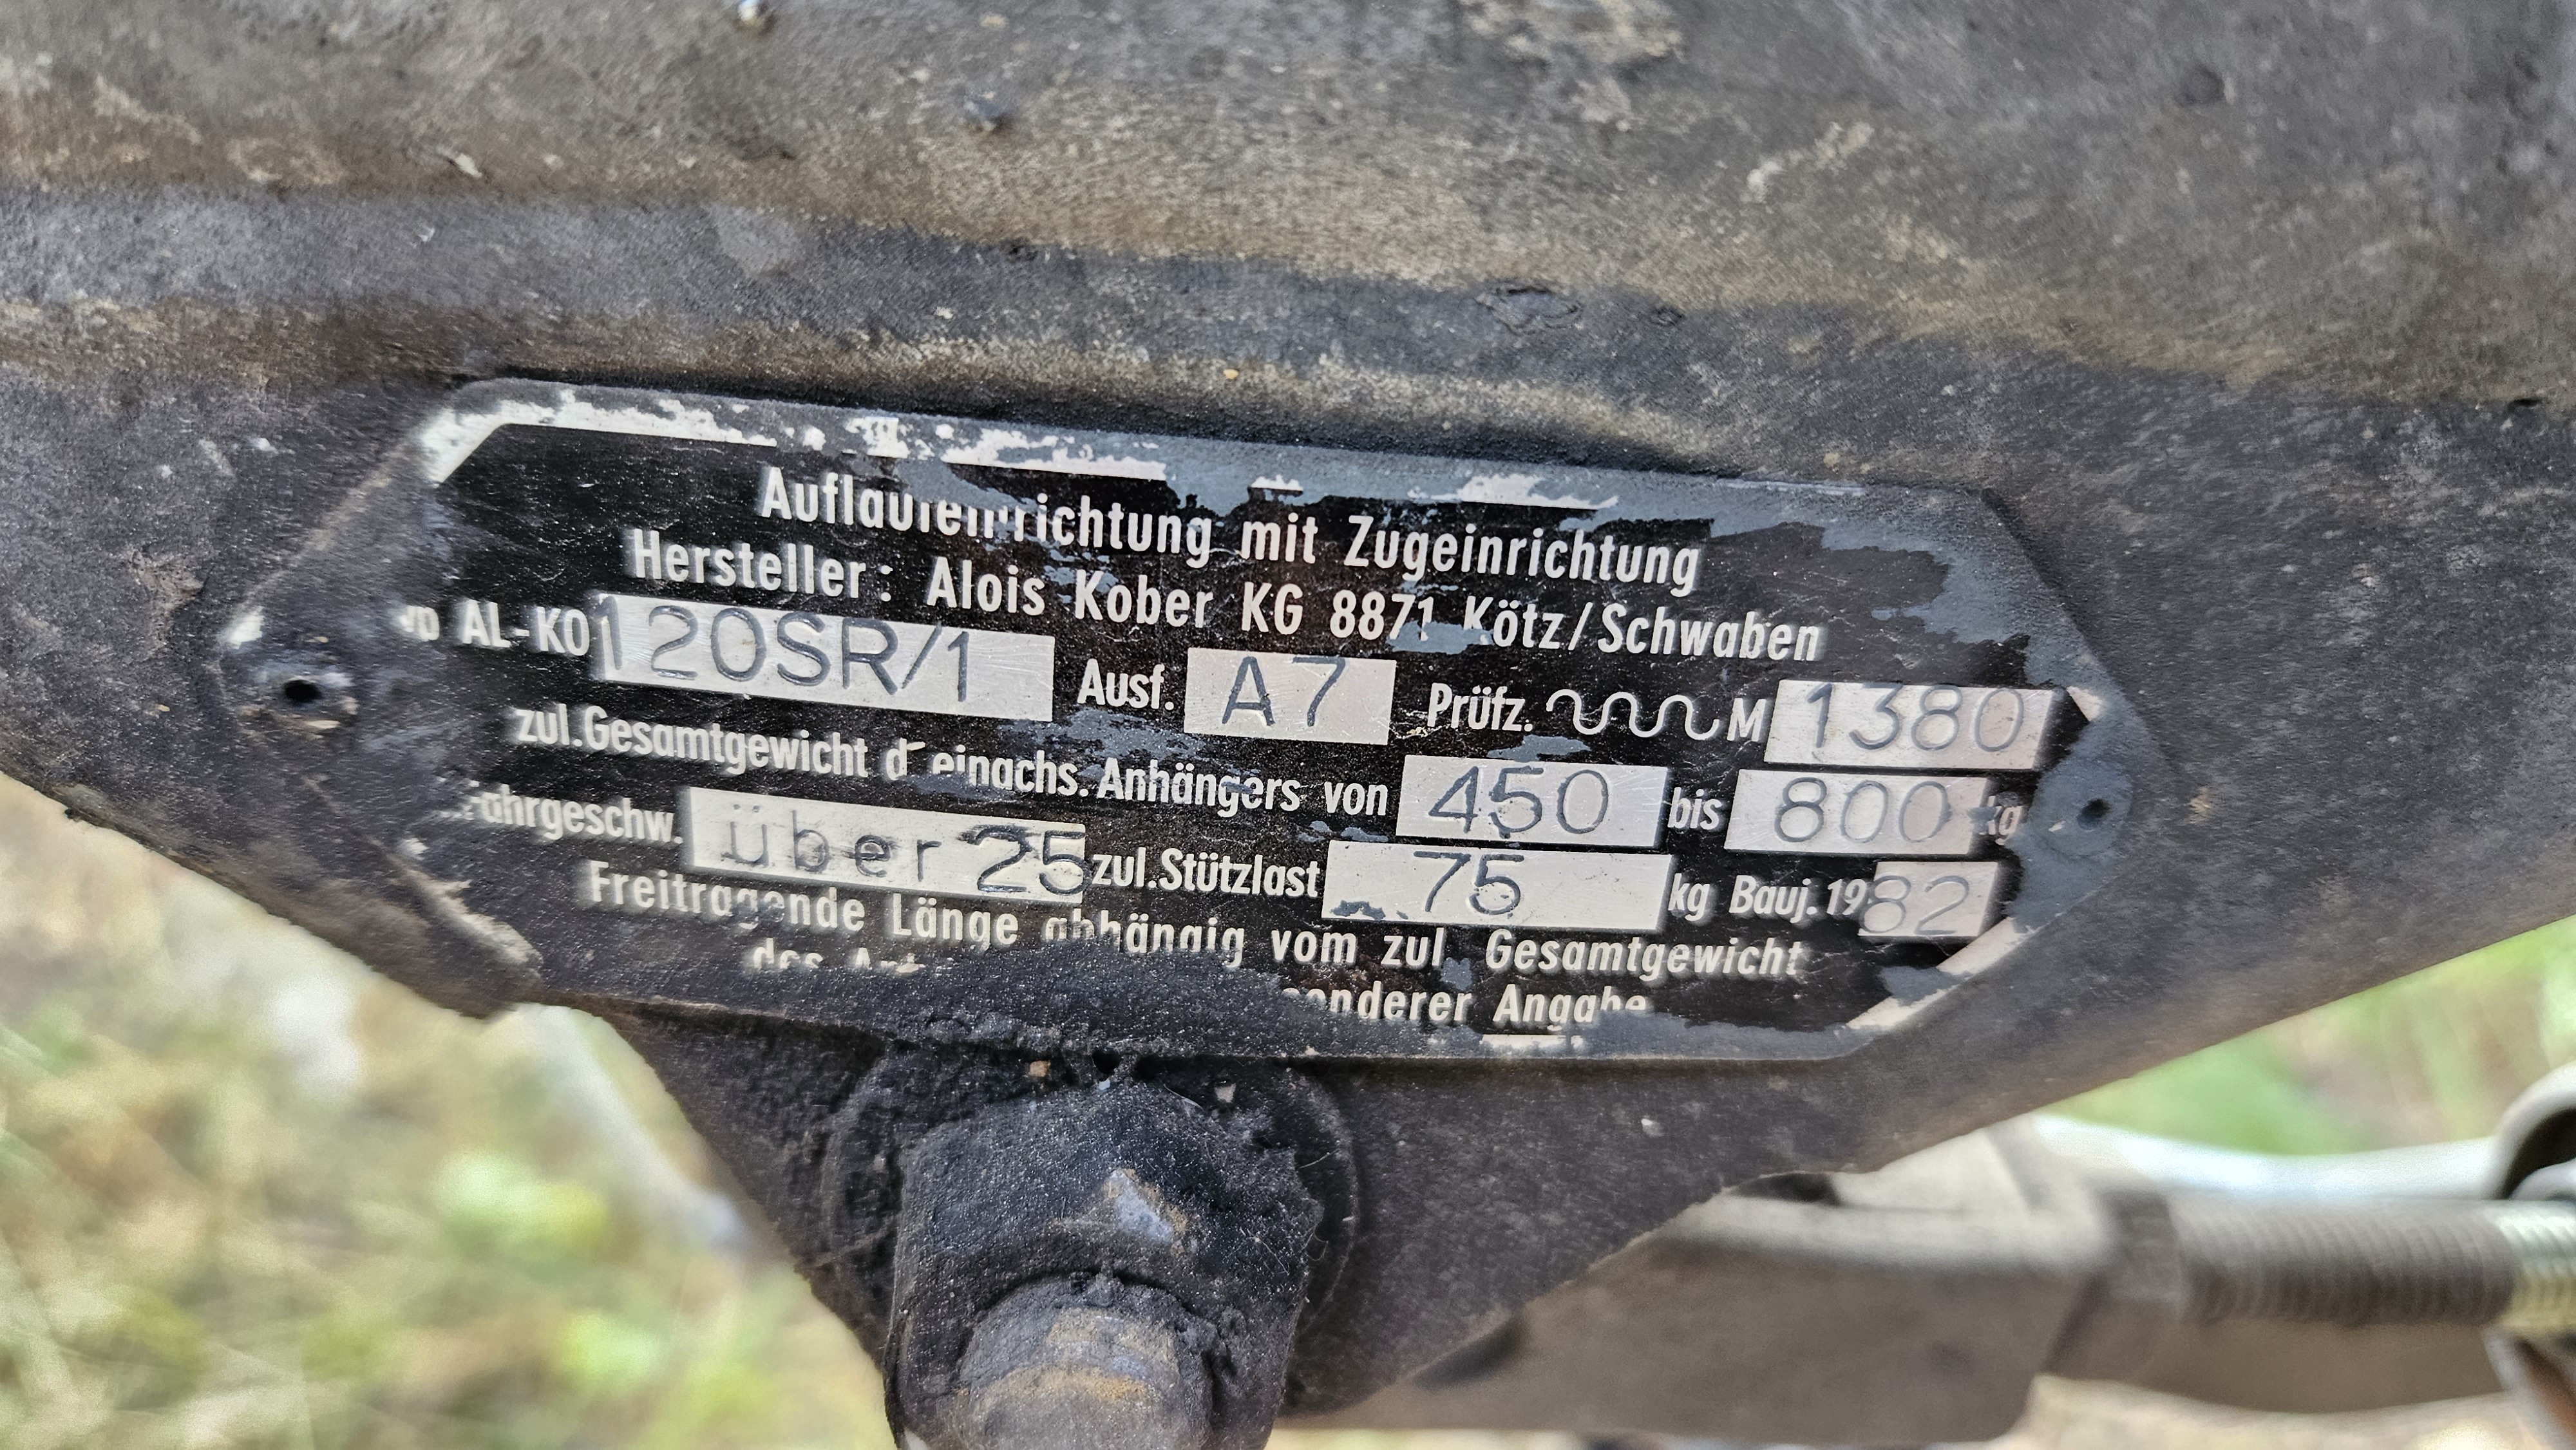 Auflaufeinrichtung mit Zugeinrichtung
Hersteller: Alois Kober KG 8871 Kötz/Schwaben
AL-KO 120SR/1 Ausf. A7 Prüfz. M 1380
zul. Gesamtgewicht d. einachs. Anhängers von 450 bis 800 kg
Fahrgeschw. über 25 zul. Stützlast 75 kg Bauj. 1982
Freitragende Länge abhängig vom zul Gesamtgewicht
des Angabe